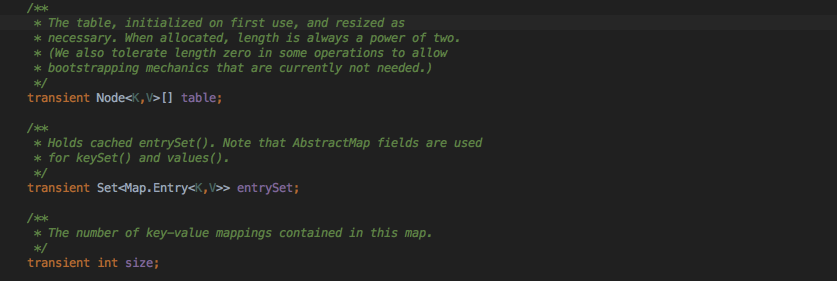 /**
 * The table, initialized on first use, and resized as
 * necessary. When allocated, length is always a power of two.
 * (We also tolerate length zero in some operations to allow
 * bootstrapping mechanics that are currently not needed.)
 */
transient Node<K,V>[] table;
/**
 * Holds cached entrySet(). Note that AbstractMap fields are used
 * for keySet() and values().
 */
transient Set<Map.Entry<K,V>> entrySet;
/**
 * The number of key-value mappings contained in this map.
 */
transient int size;